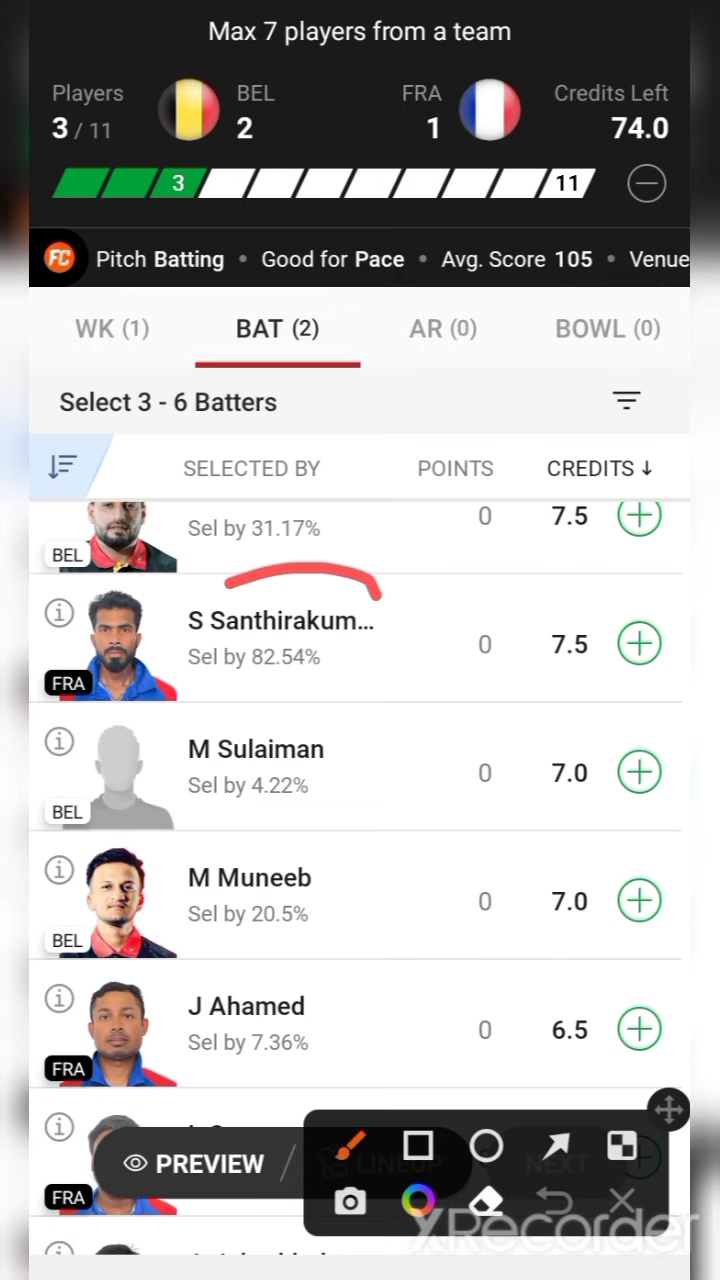 Max 7 players from a team
Players BEL FRA Credits Left
3 / 11 2 1 74.0
3 11
FC Pitch Batting • Good for Pace • Avg. Score 105 • Venue
WK (1) BAT (2) AR (0) BOWL (0)
Select 3 - 6 Batters
SELECTED BY POINTS CREDITS ↓
Sel by 31.17% 0 7.5
BEL
S Santhirakum...
Sel by 82.54% 0 7.5
FRA
M Sulaiman
Sel by 4.22% 0 7.0
BEL
M Muneeb
Sel by 20.5% 0 7.0
BEL
J Ahamed
Sel by 7.36% 0 6.5
FRA
PREVIEW / LINEUP NEXT
FRA
XRecorder